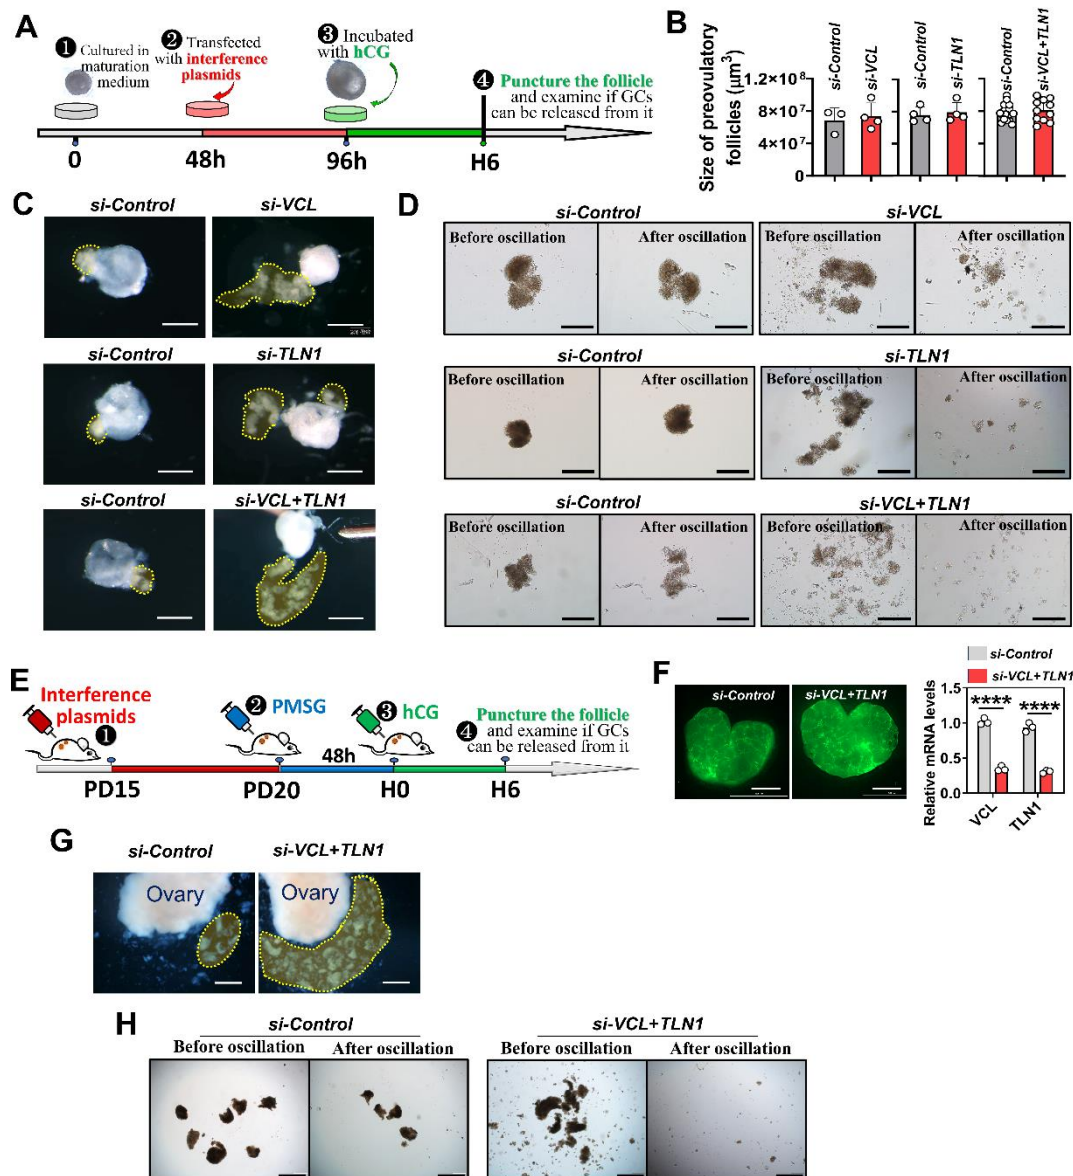 A
❶ Cultured in
maturation
medium
❷ Transfected
with interference
plasmids
❸ Incubated
with hCG
❹
Puncture the follicle
and examine if GCs
can be released from it
0
48h
96h
H6
B
Size of preovulatory
follicles (μm³)
1.2×10⁸
8×10⁷
4×10⁷
0
si-Control
si-VCL
si-Control
si-TLN1
si-Control
si-VCL+TLN1
C
si-Control
si-VCL
si-Control
si-TLN1
si-Control
si-VCL+TLN1
D
si-Control
si-VCL
Before oscillation
After oscillation
Before oscillation
After oscillation
si-Control
si-TLN1
Before oscillation
After oscillation
Before oscillation
After oscillation
si-Control
si-VCL+TLN1
Before oscillation
After oscillation
Before oscillation
After oscillation
E
Interference
plasmids
❶
❷ PMSG
❸ hCG
❹
Puncture the follicle
and examine if GCs
can be released from it
48h
PD15
PD20
H0
H6
F
si-Control
si-VCL+TLN1
si-Control
si-VCL+TLN1
Relative mRNA levels
1.5
1.0
0.5
0.0
****
****
VCL
TLN1
G
si-Control
si-VCL+TLN1
Ovary
Ovary
H
si-Control
si-VCL+TLN1
Before oscillation
After oscillation
Before oscillation
After oscillation